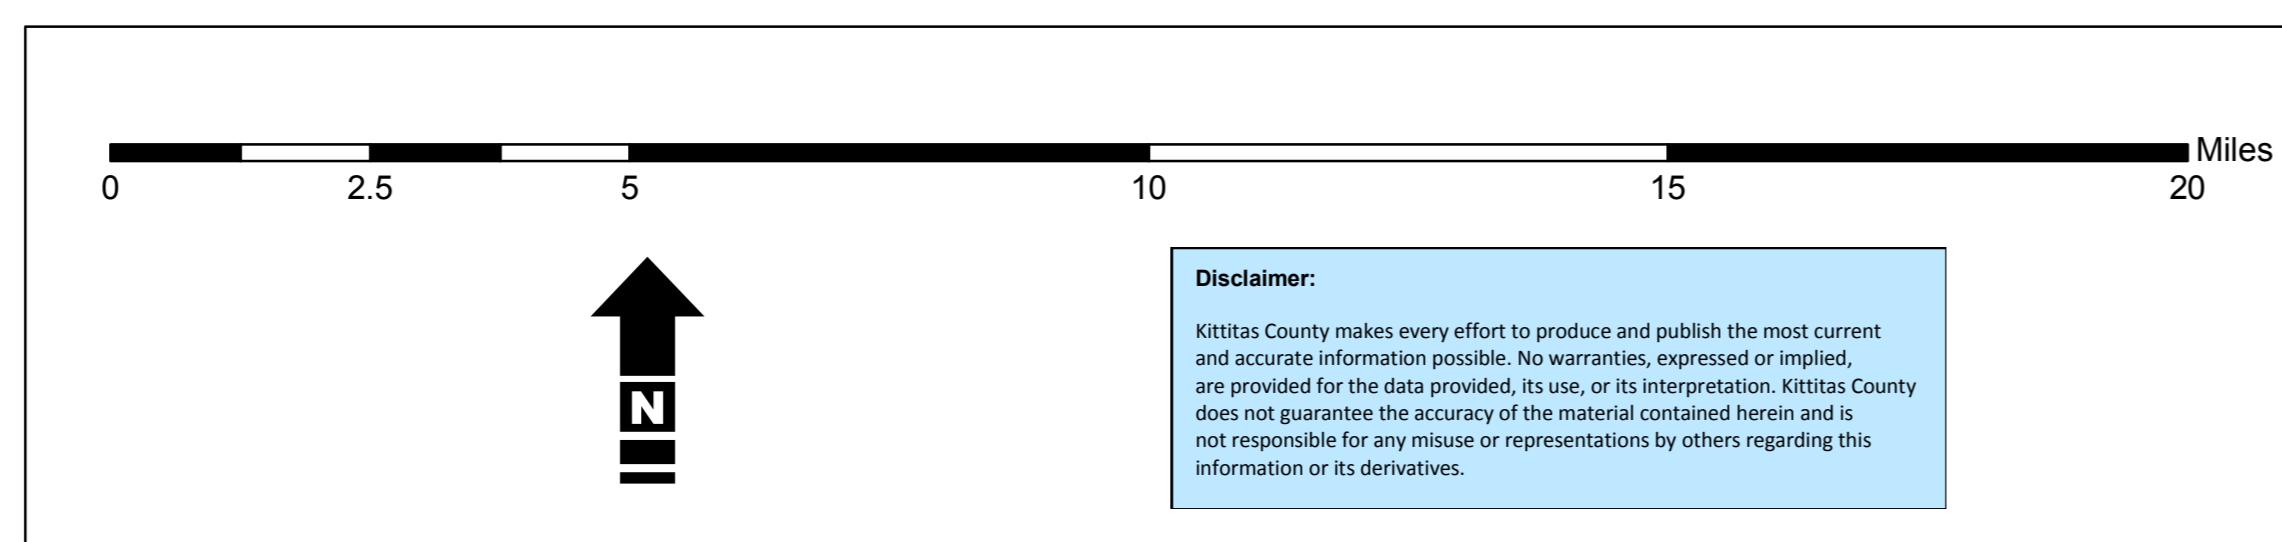 Miles
0 2.5 5 10 15 20
N
Disclaimer:
Kittitas County makes every effort to produce and publish the most current
and accurate information possible. No warranties, expressed or implied,
are provided for the data provided, its use, or its interpretation. Kittitas County
does not guarantee the accuracy of the material contained herein and is
not responsible for any misuse or representations by others regarding this
information or its derivatives.